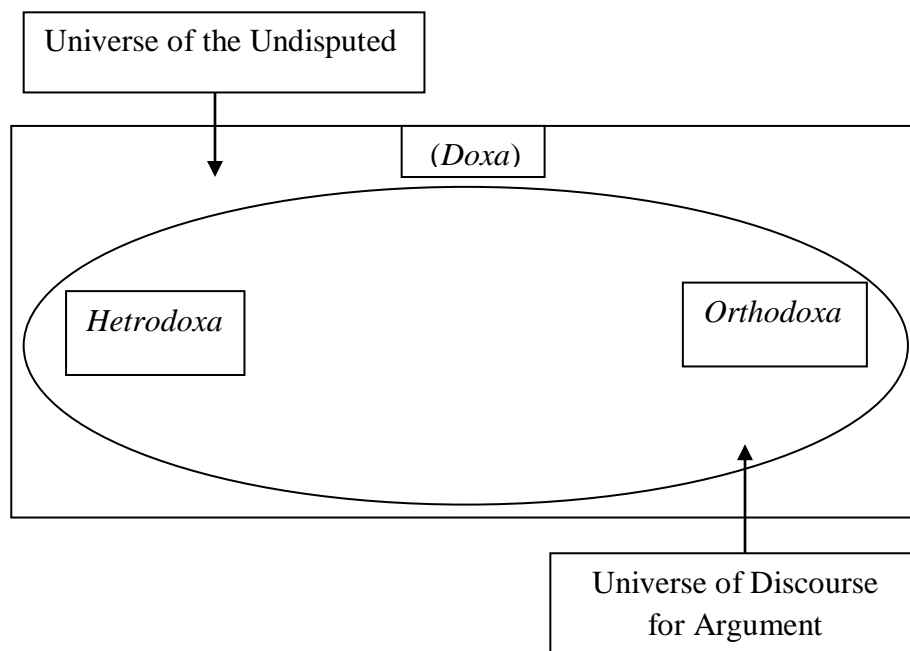 Universe of the Undisputed
(Doxa)
Hetrodoxa
Orthodoxa
Universe of Discourse
for Argument